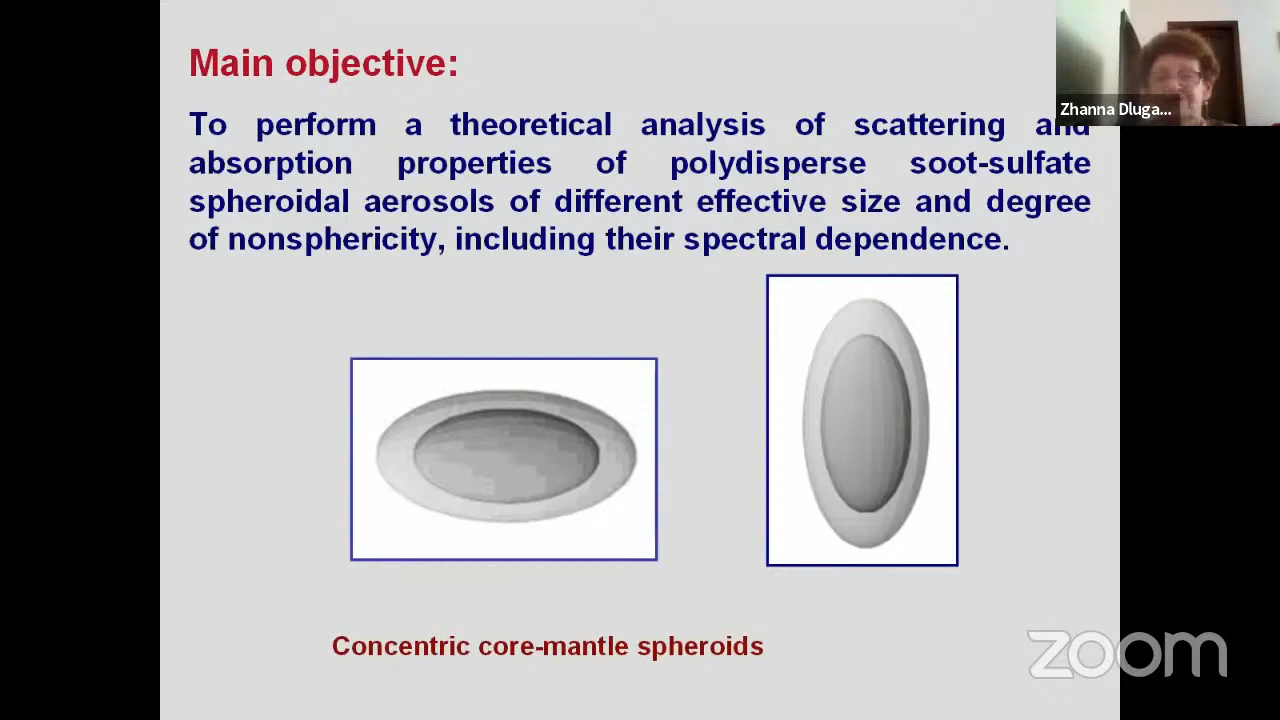 Main objective:
To perform a theoretical analysis of scattering and
absorption properties of polydisperse soot-sulfate
spheroidal aerosols of different effective size and degree
of nonsphericity, including their spectral dependence.
Zhanna Dluga...
Concentric core-mantle spheroids
zoom